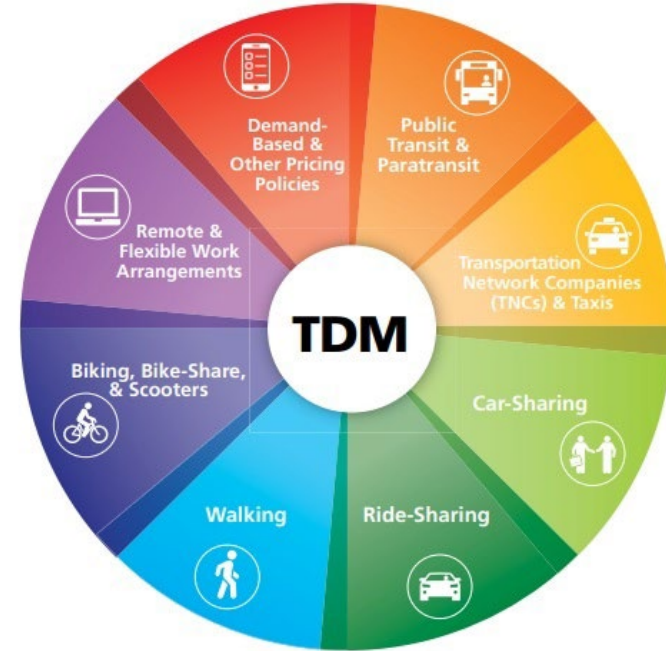 Demand-
Based &
Other Pricing
Policies
Public
Transit &
Paratransit
Transportation
Network Companies
(TNCs) & Taxis
Car-Sharing
Ride-Sharing
Walking
Biking, Bike-Share,
& Scooters
Remote &
Flexible Work
Arrangements
TDM